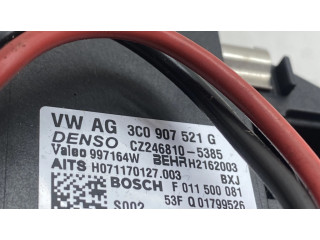 VW AG 3C0 907 521 G
DENSO CZ246810-5385
Valeo 997164W BEHR H2162003
AITS H071170127.003 BXJ
BOSCH F 011 500 081
S002 53F Q 01799526